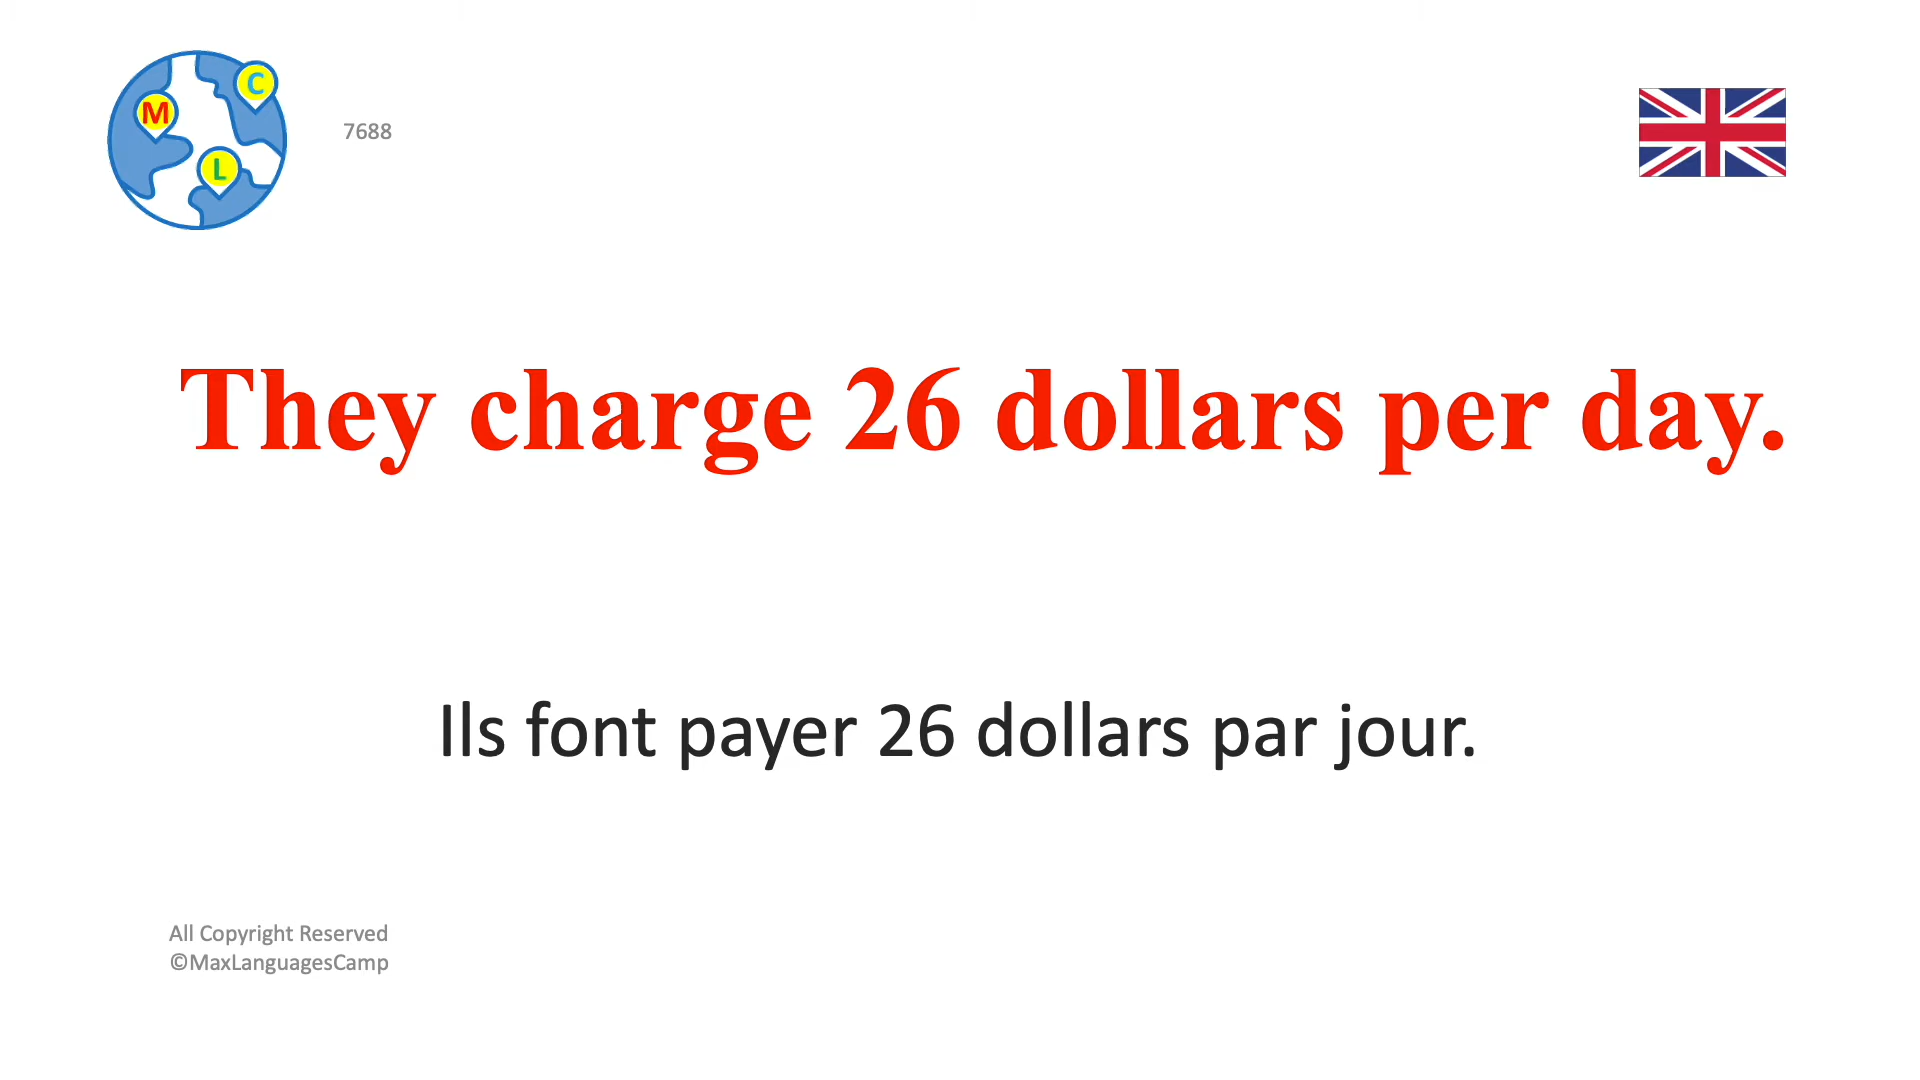 M
C
L
7688
They charge 26 dollars per day.
Ils font payer 26 dollars par jour.
All Copyright Reserved
©MaxLanguagesCamp